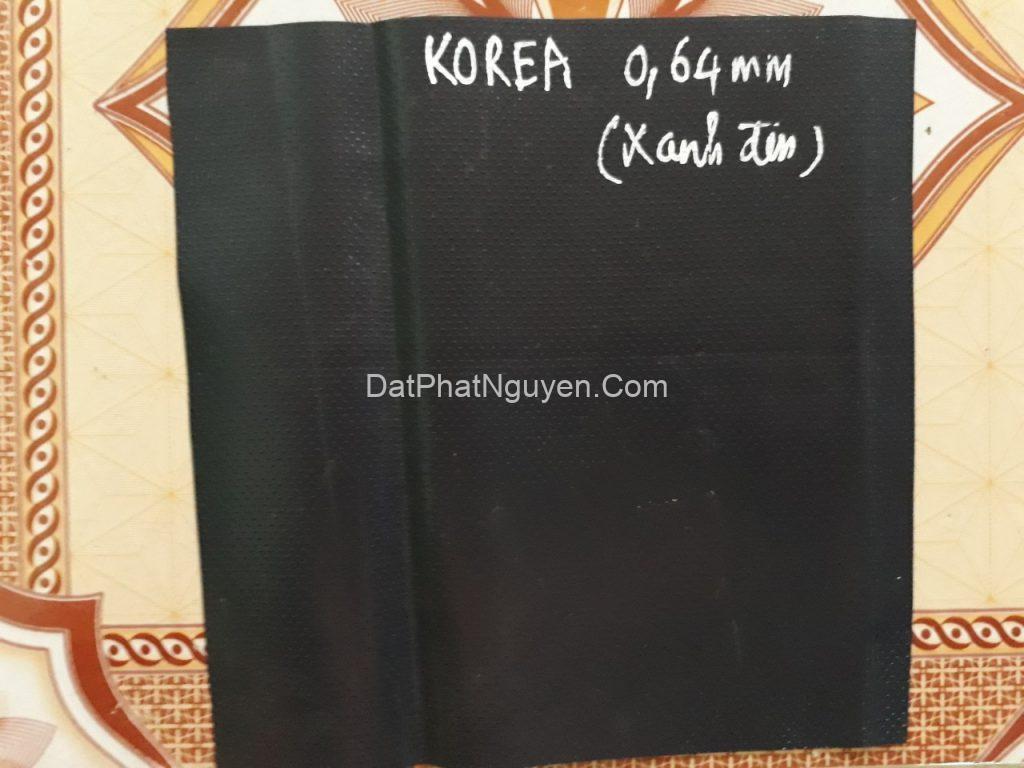 KOREA 0,64mm
(Xanh đen)
DatPhatNguyen.Com